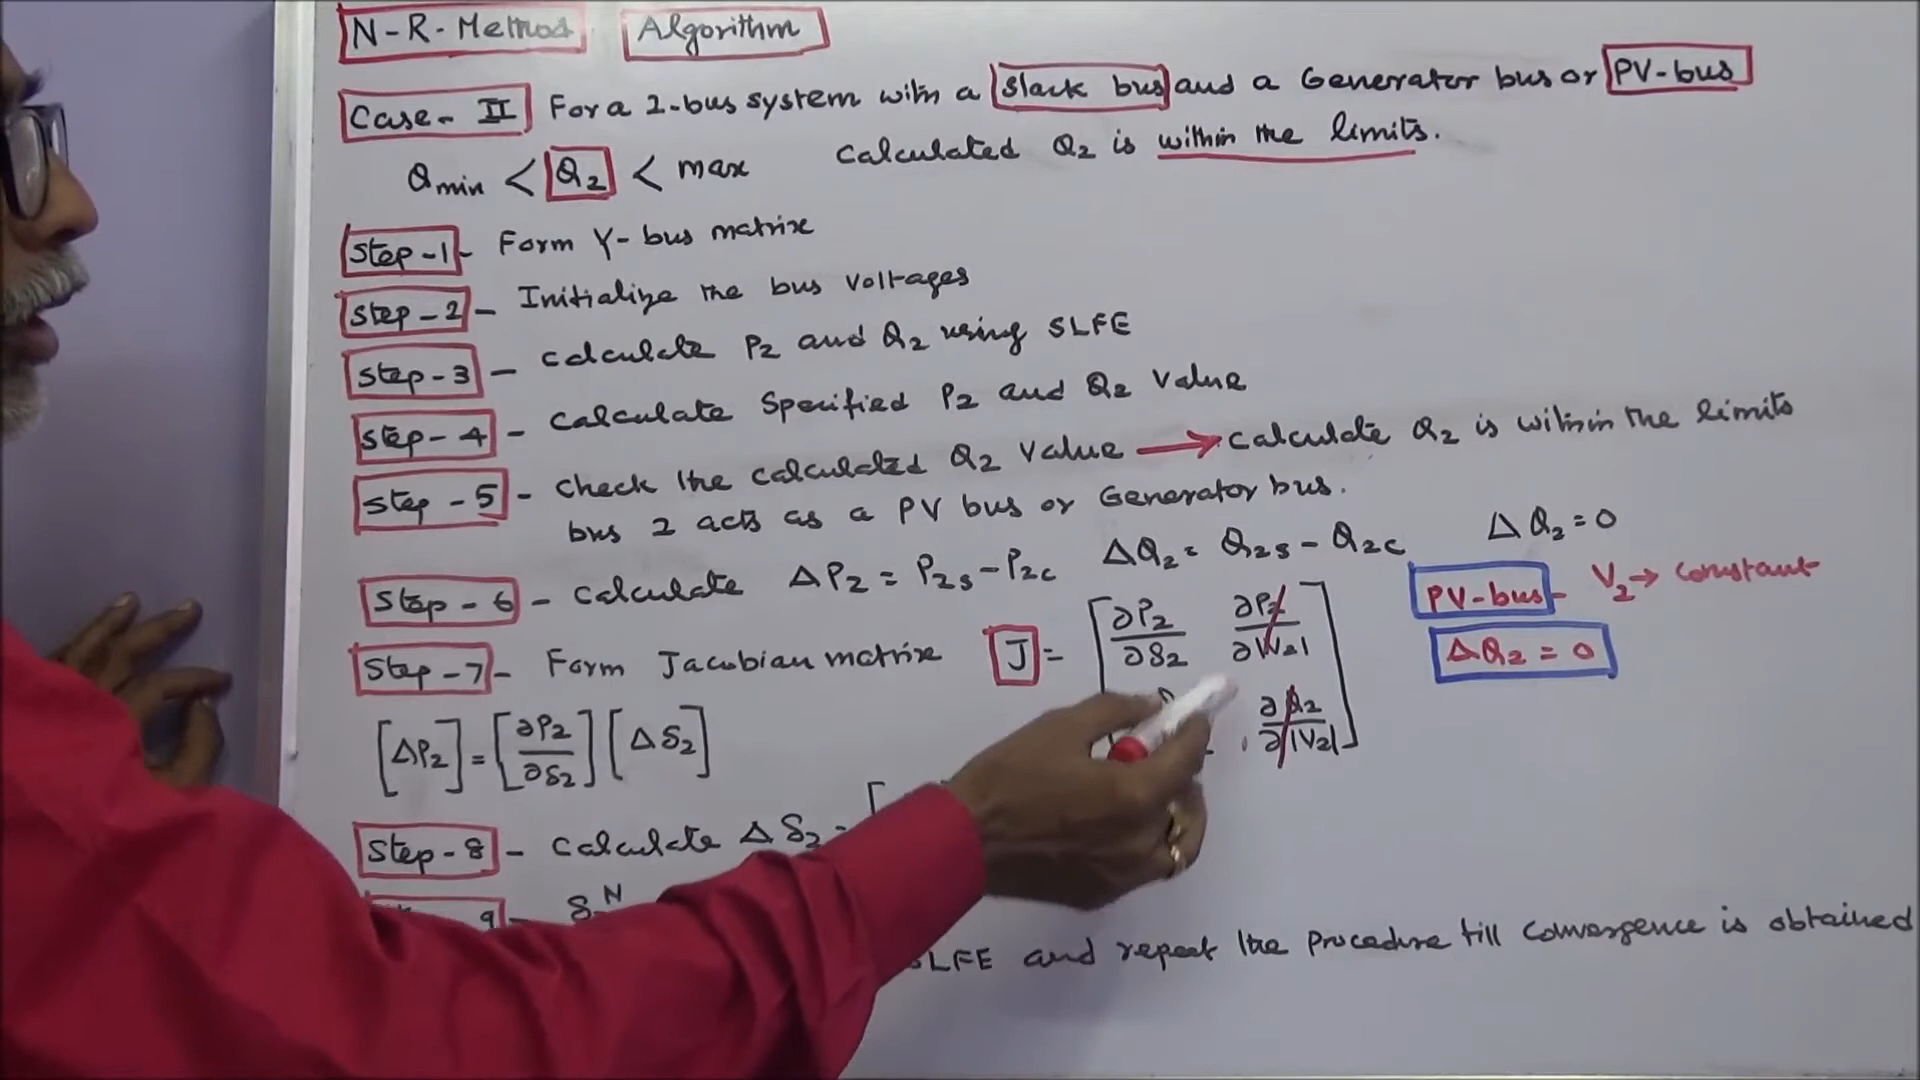 N-R-Method Algorithm
Case-II For a 2-bus system with a Slack bus and a Generator bus or PV-bus
Qmin < Q2 < max Calculated Q2 is within the limits.
Step-1- Form Y-bus matrix
Step-2- Initialize the bus voltages
Step-3 - Calculate P2 and Q2 using SLFE
Step-4 - Calculate Specified P2 and Q2 Value
Step-5 - Check the calculated Q2 Value → Calculate Q2 is within the limits
bus 2 acts as a PV bus or Generator bus.
Step-6 - Calculate ΔP2 = P2s - P2c ΔQ2 = Q2s - Q2c ΔQ2 = 0
PV-bus- V2 → Constant
Step-7- Form Jacobian matrix J = [∂P2/∂δ2 ∂P2/∂|V2|
∂Q2/∂|V2|]
ΔQ2 = 0
[ΔP2] = [∂P2/∂δ2] [Δδ2]
Step-8 - Calculate Δδ2 = [
9 - δ N
SLFE and repeat the procedure till convergence is obtained